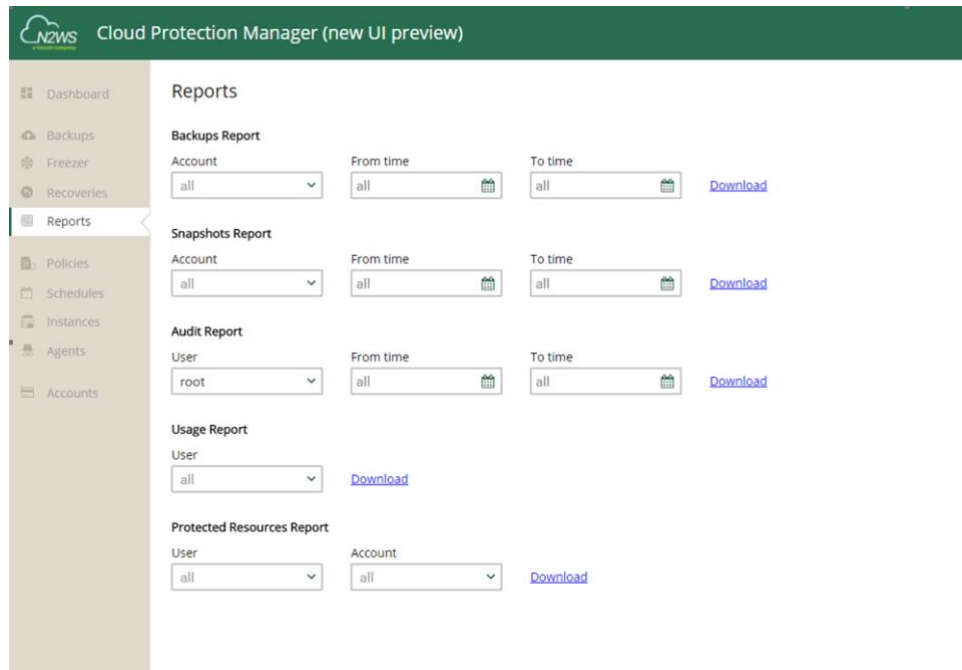 N2WS
Cloud Protection Manager (new UI preview)
Dashboard
Backups
Freezer
Recoveries
Reports
Policies
Schedules
Instances
Agents
Accounts
Reports
Backups Report
Account From time To time
all all all Download
Snapshots Report
Account From time To time
all all all Download
Audit Report
User From time To time
root all all Download
Usage Report
User
all Download
Protected Resources Report
User Account
all all Download